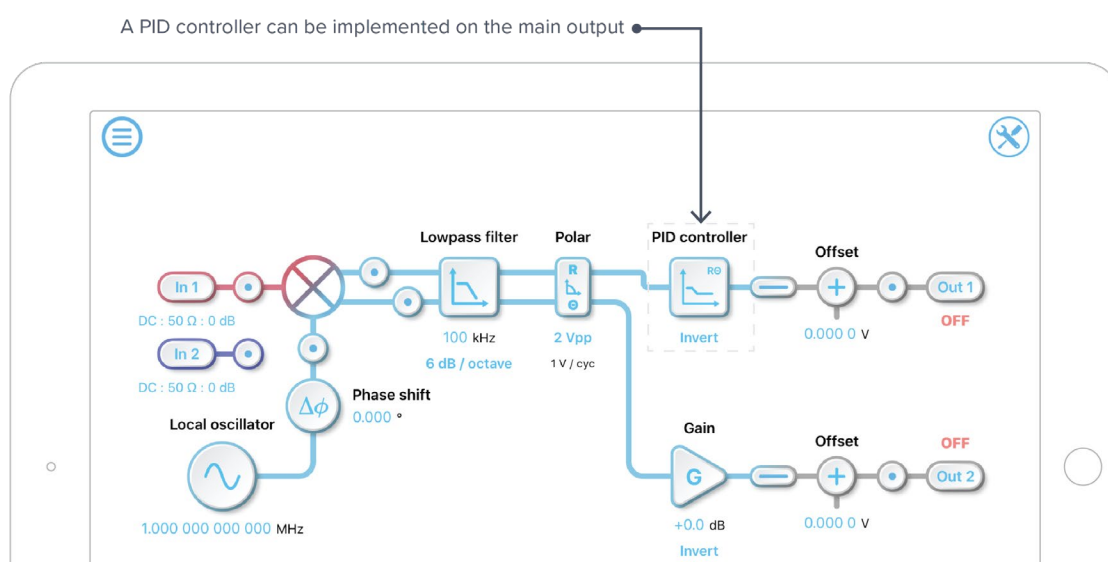 A PID controller can be implemented on the main output
Lowpass filter
Polar
PID controller
Offset
In 1
R
Θ
RΘ
Out 1
DC : 50 Ω : 0 dB
100 kHz
2 Vpp
Invert
0.000 0 V
OFF
In 2
6 dB / octave
1 V / cyc
DC : 50 Ω : 0 dB
Phase shift
Δϕ
0.000 °
Local oscillator
Gain
Offset
OFF
G
Out 2
1.000 000 000 000 MHz
+0.0 dB
0.000 0 V
Invert